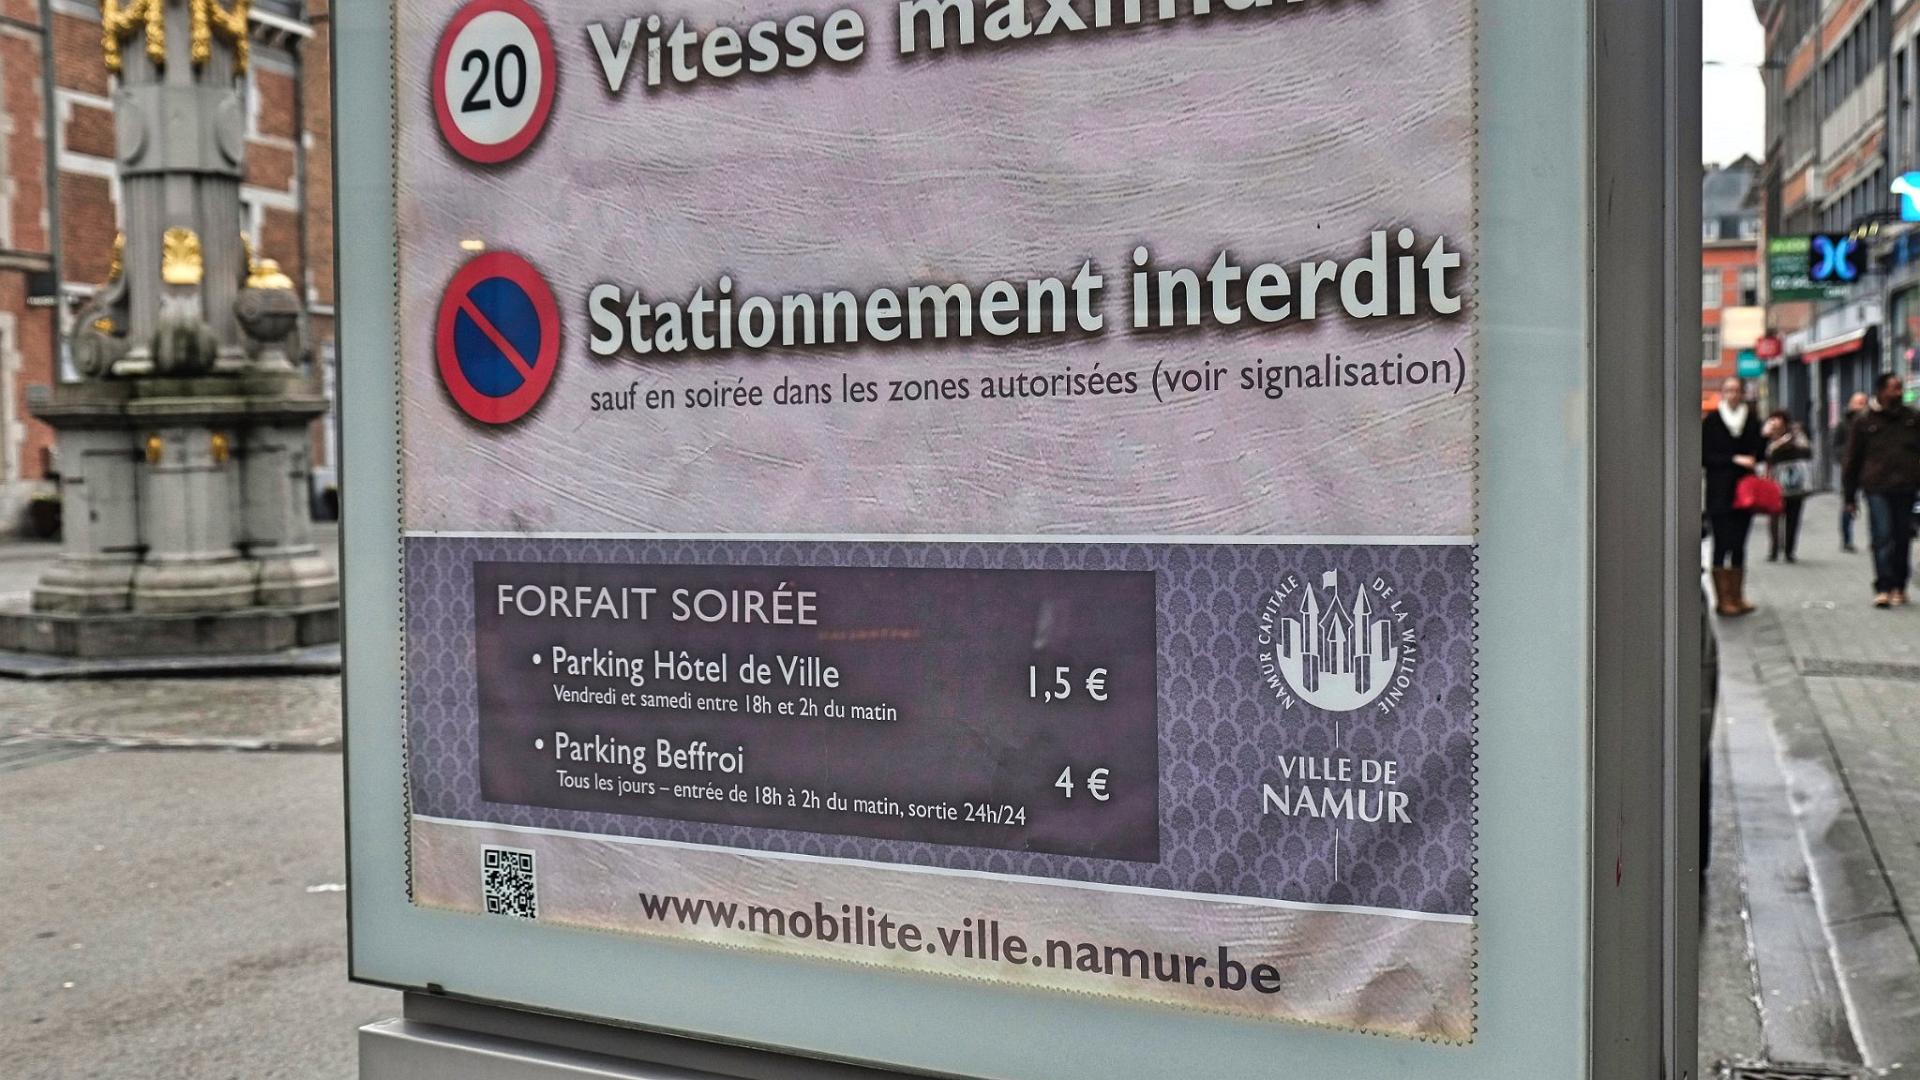 20
Vitesse maximum
Stationnement interdit
sauf en soirée dans les zones autorisées (voir signalisation)
FORFAIT SOIRÉE
• Parking Hôtel de Ville 1,5 €
Vendredi et samedi entre 18h et 2h du matin
• Parking Beffroi 4 €
Tous les jours – entrée de 18h à 2h du matin, sortie 24h/24
NAMUR CAPITALE DE LA WALLONIE
VILLE DE
NAMUR
www.mobilite.ville.namur.be